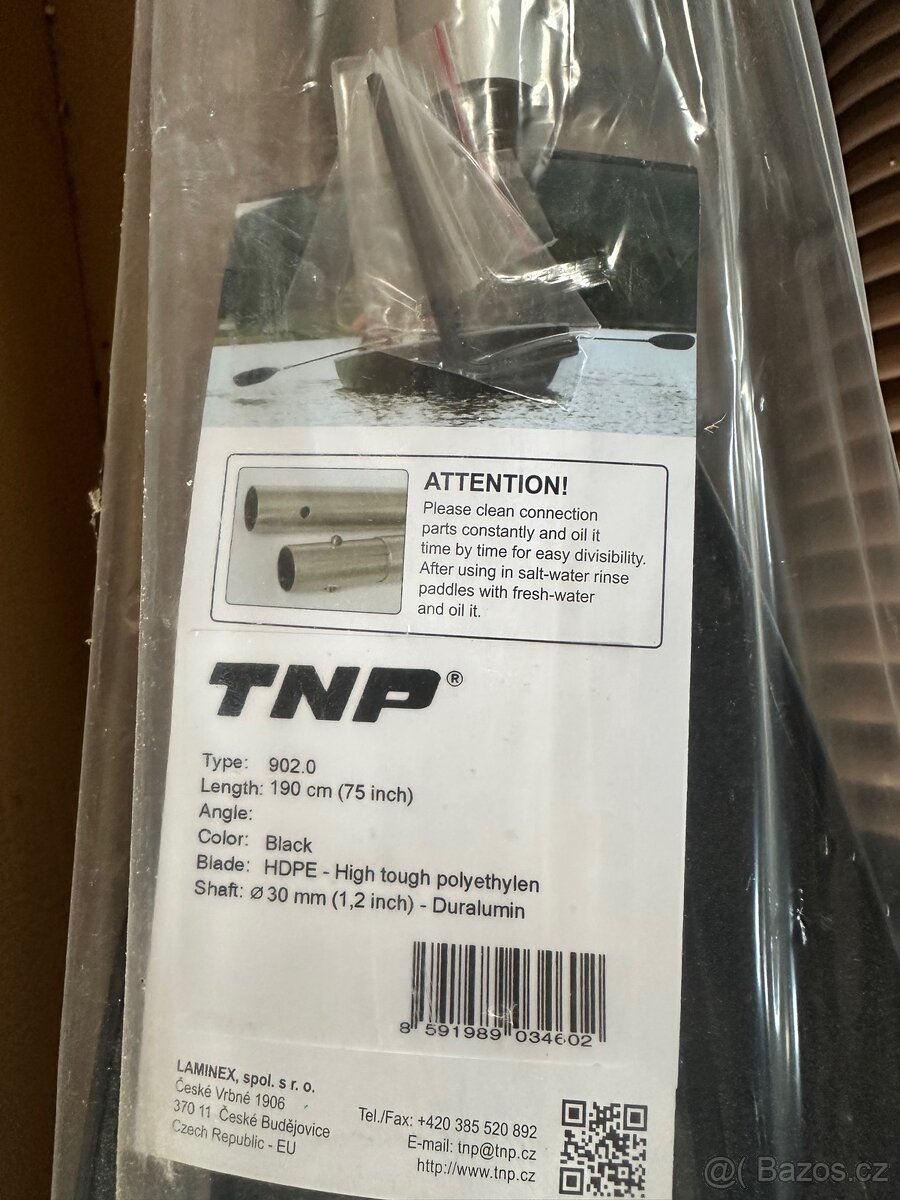 ATTENTION!
Please clean connection
parts constantly and oil it
time by time for easy divisibility.
After using in salt-water rinse
paddles with fresh-water
and oil it.
TNP®
Type: 902.0
Length: 190 cm (75 inch)
Angle:
Color: Black
Blade: HDPE - High tough polyethylen
Shaft: ⌀ 30 mm (1,2 inch) - Duralumin
8 591989 034602
LAMINEX, spol. s r. o.
České Vrbné 1906
370 11 České Budějovice
Czech Republic - EU
Tel./Fax: +420 385 520 892
E-mail: tnp@tnp.cz
http://www.tnp.cz
@( Bazos.cz